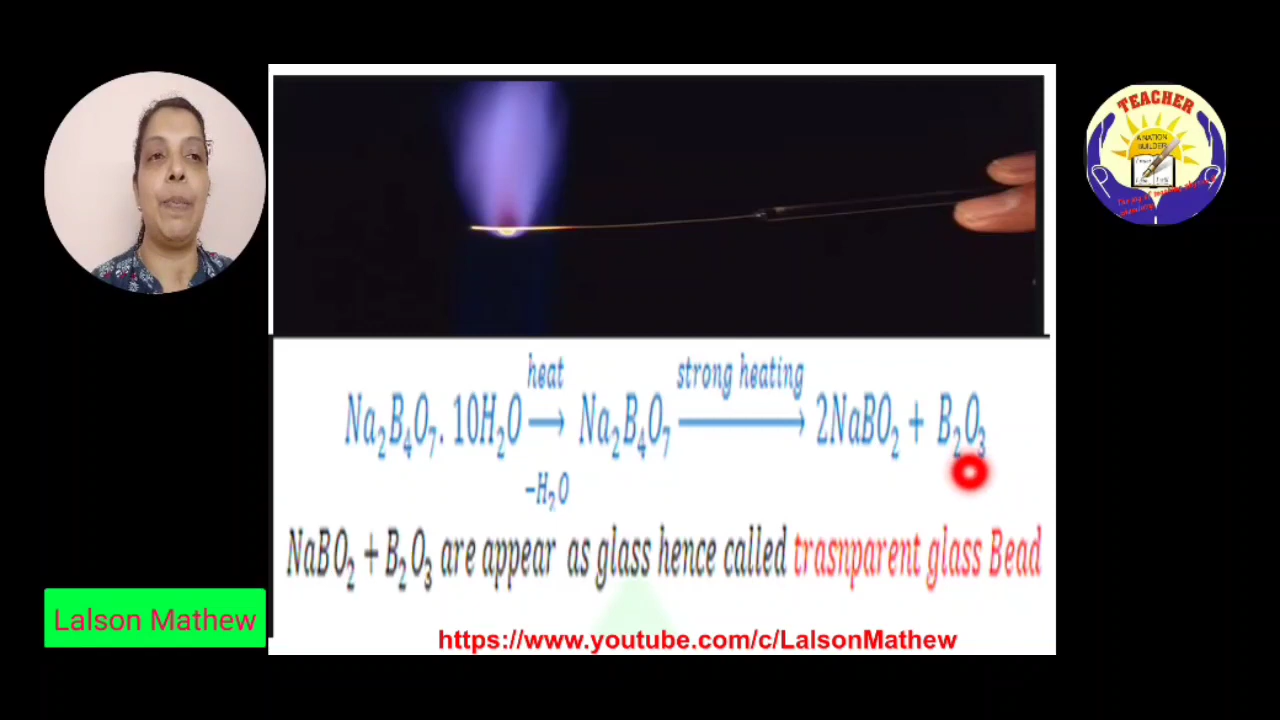 TEACHER
A NATION
BUILDER
heat
strong heating
Na₂B₄O₇. 10H₂O → Na₂B₄O₇ → 2NaBO₂ + B₂O₃
−H₂O
NaBO₂ + B₂O₃ are appear as glass hence called trasnparent glass Bead
Lalson Mathew
https://www.youtube.com/c/LalsonMathew